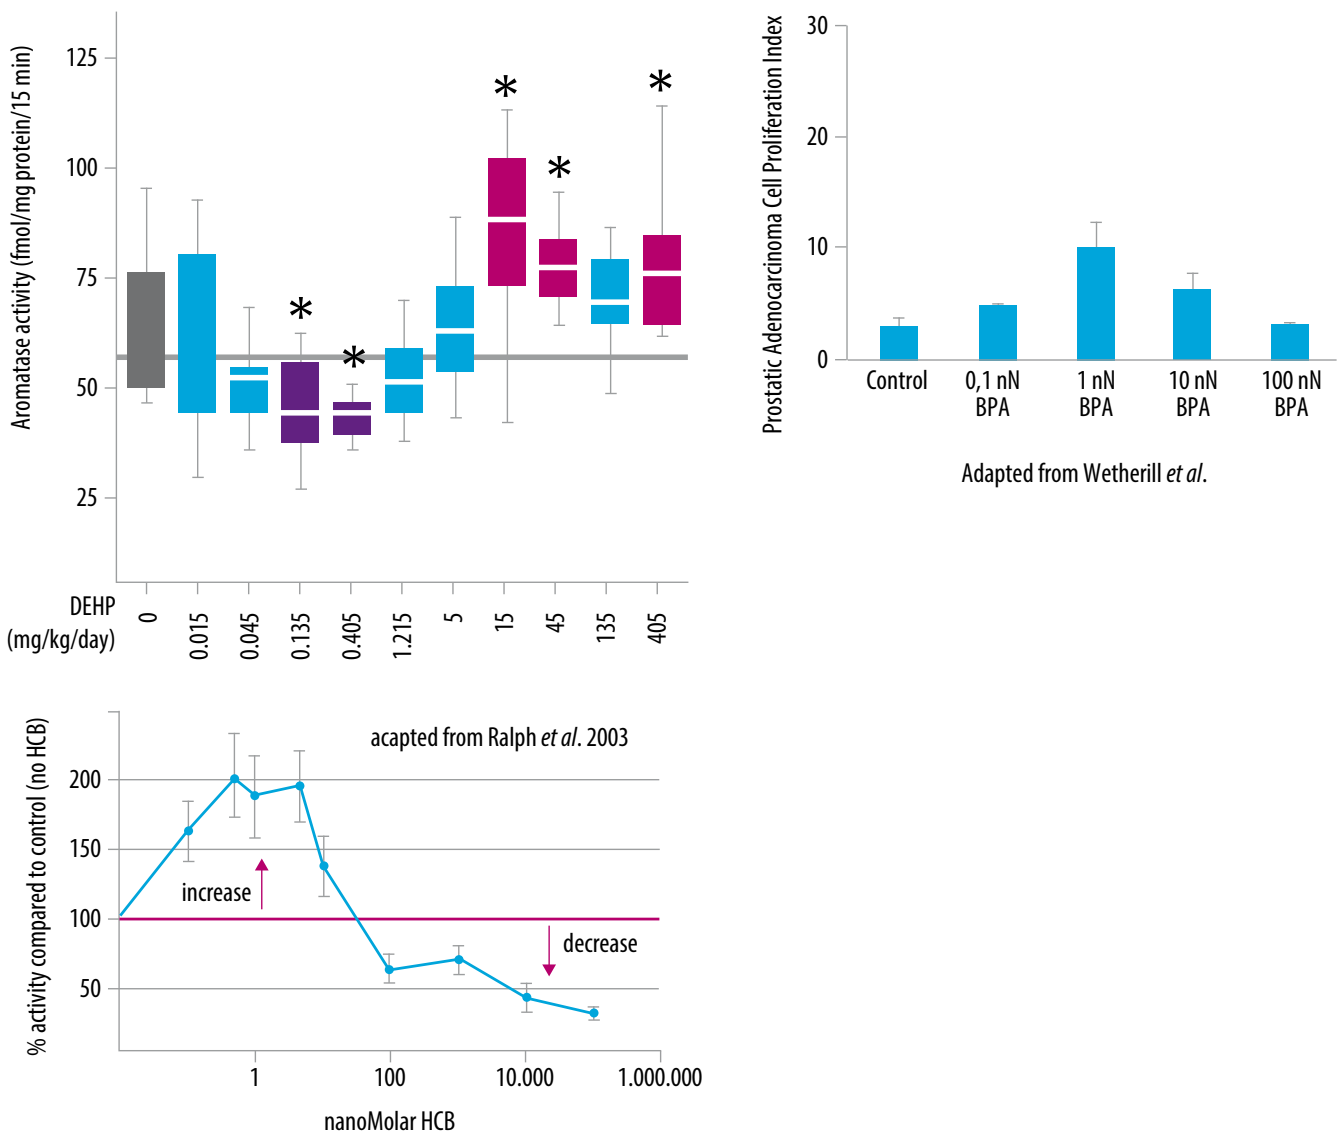 Aromatase activity (fmol/mg protein/15 min)
125
100
75
50
25
*
*
*
*
*
DEHP
(mg/kg/day)
0
0.015
0.045
0.135
0.405
1.215
5
15
45
135
405
Prostatic Adenocarcinoma Cell Proliferation Index
30
20
10
0
Control
0,1 nN
BPA
1 nN
BPA
10 nN
BPA
100 nN
BPA
Adapted from Wetherill et al.
% activity compared to control (no HCB)
200
150
100
50
acapted from Ralph et al. 2003
increase
decrease
1
100
10.000
1.000.000
nanoMolar HCB